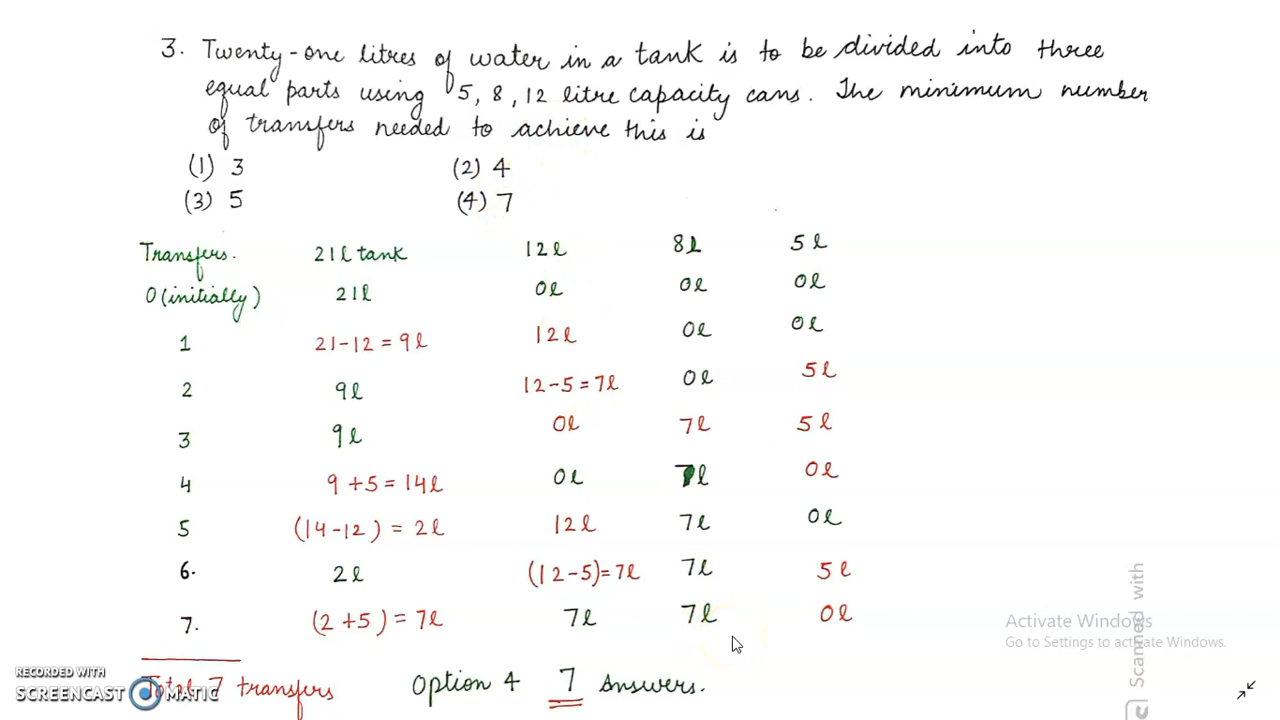 3. Twenty-one litres of water in a tank is to be divided into three
equal parts using 5, 8, 12 litre capacity cans. The minimum number
of transfers needed to achieve this is
(1) 3 (2) 4
(3) 5 (4) 7
Transfers. 21l tank 12l 8l 5l
0 (initially) 21l 0l 0l 0l
1 21-12 = 9l 12l 0l 0l
2 9l 12-5 = 7l 0l 5l
3 9l 0l 7l 5l
4 9 + 5 = 14l 0l 7l 0l
5 (14-12) = 2l 12l 7l 0l
6. 2l (12-5) = 7l 7l 5l
7. (2 + 5) = 7l 7l 7l 0l
Total 7 transfers Option 4 7 Answers.
Activate Windows
Go to Settings to activate Windows.
Scanned with
RECORDED WITH
SCREENCAST MATIC